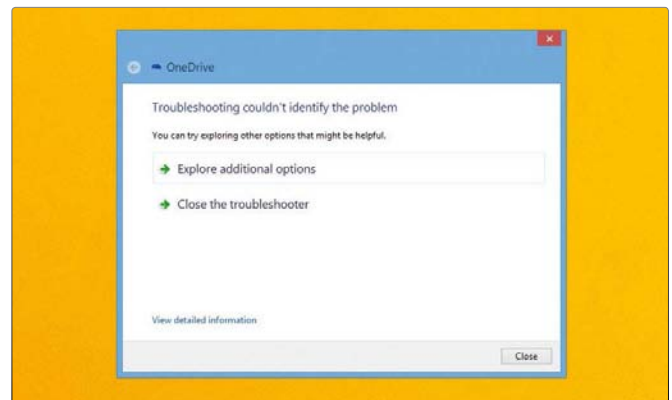 OneDrive
Troubleshooting couldn't identify the problem
You can try exploring other options that might be helpful.
Explore additional options
Close the troubleshooter
View detailed information
Close